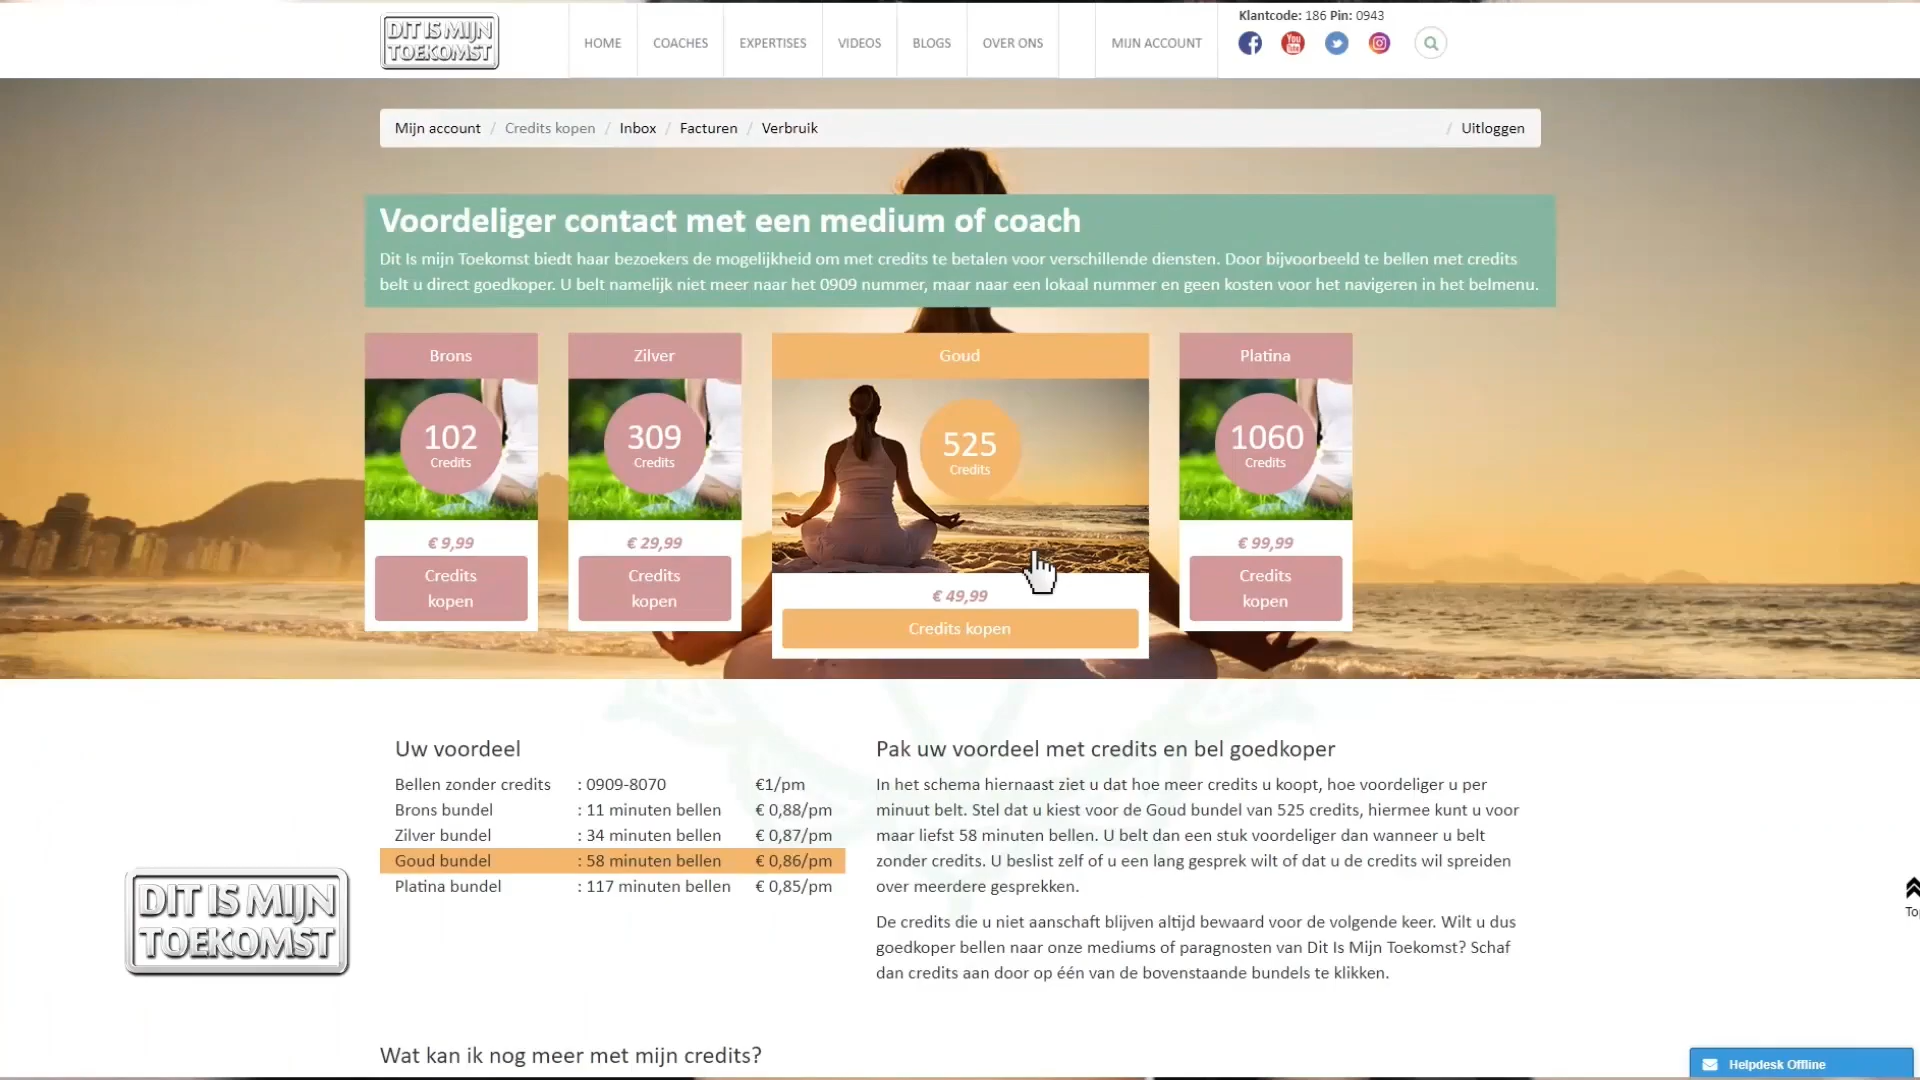 DIT IS MIJN
TOEKOMST
HOME
COACHES
EXPERTISES
VIDEOS
BLOGS
OVER ONS
MIJN ACCOUNT
Klantcode: 186 Pin: 0943
Mijn account / Credits kopen / Inbox / Facturen / Verbruik / Uitloggen
Voordeliger contact met een medium of coach
Dit Is mijn Toekomst biedt haar bezoekers de mogelijkheid om met credits te betalen voor verschillende diensten. Door bijvoorbeeld te bellen met credits
belt u direct goedkoper. U belt namelijk niet meer naar het 0909 nummer, maar naar een lokaal nummer en geen kosten voor het navigeren in het belmenu.
Brons
102
Credits
€ 9,99
Credits
kopen
Zilver
309
Credits
€ 29,99
Credits
kopen
Goud
525
Credits
€ 49,99
Credits kopen
Platina
1060
Credits
€ 99,99
Credits
kopen
Uw voordeel
Bellen zonder credits : 0909-8070 €1/pm
Brons bundel : 11 minuten bellen € 0,88/pm
Zilver bundel : 34 minuten bellen € 0,87/pm
Goud bundel : 58 minuten bellen € 0,86/pm
Platina bundel : 117 minuten bellen € 0,85/pm
Pak uw voordeel met credits en bel goedkoper
In het schema hiernaast ziet u dat hoe meer credits u koopt, hoe voordeliger u per
minuut belt. Stel dat u kiest voor de Goud bundel van 525 credits, hiermee kunt u voor
maar liefst 58 minuten bellen. U belt dan een stuk voordeliger dan wanneer u belt
zonder credits. U beslist zelf of u een lang gesprek wilt of dat u de credits wil spreiden
over meerdere gesprekken.
De credits die u niet aanschaft blijven altijd bewaard voor de volgende keer. Wilt u dus
goedkoper bellen naar onze mediums of paragnosten van Dit Is Mijn Toekomst? Schaf
dan credits aan door op één van de bovenstaande bundels te klikken.
DIT IS MIJN
TOEKOMST
Wat kan ik nog meer met mijn credits?
Helpdesk Offline